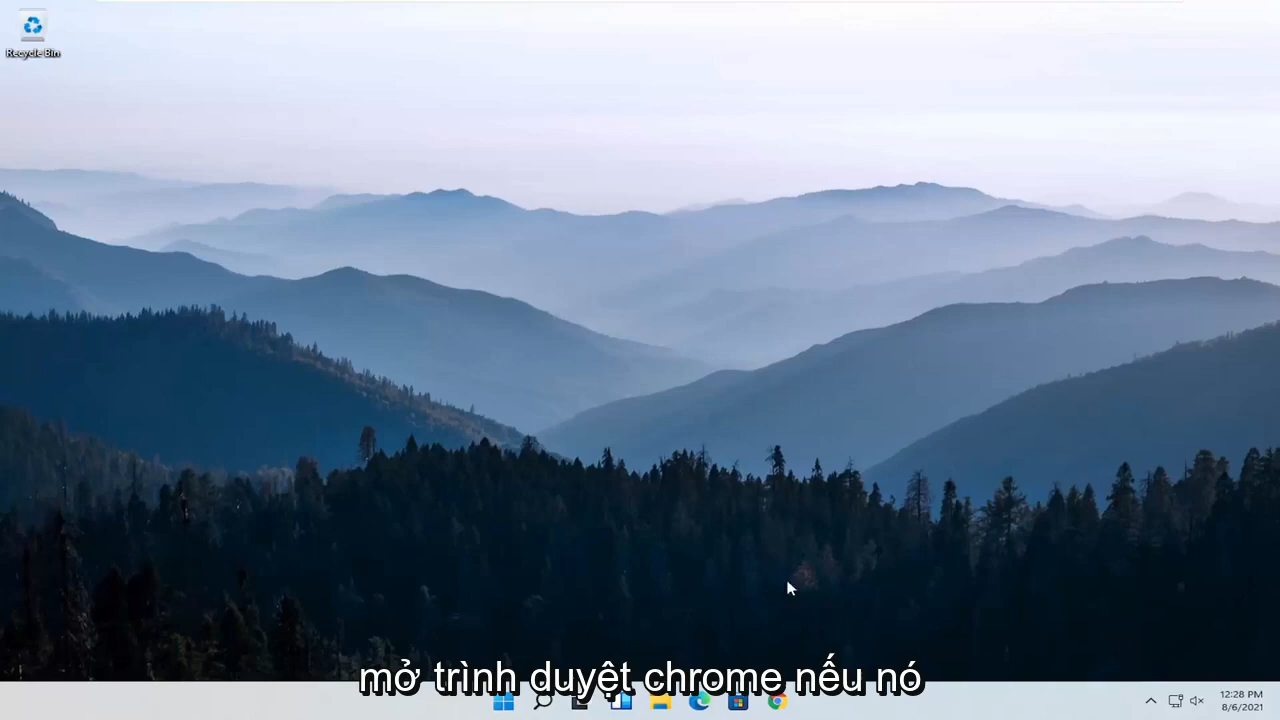 Recycle Bin
mở trình duyệt chrome nếu nó
12:28 PM
8/6/2021